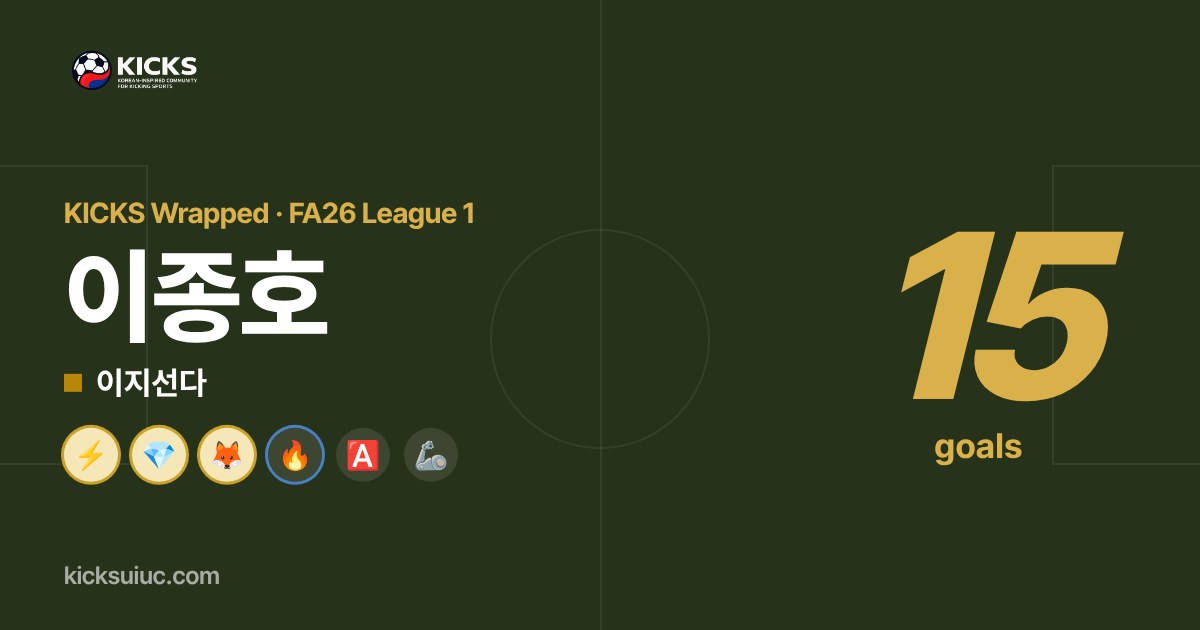 KICKS
KOREAN-INSPIRED COMMUNITY
FOR KICKING SPORTS
KICKS Wrapped · FA26 League 1
이종호
이지선다
A
15
goals
kicksuiuc.com